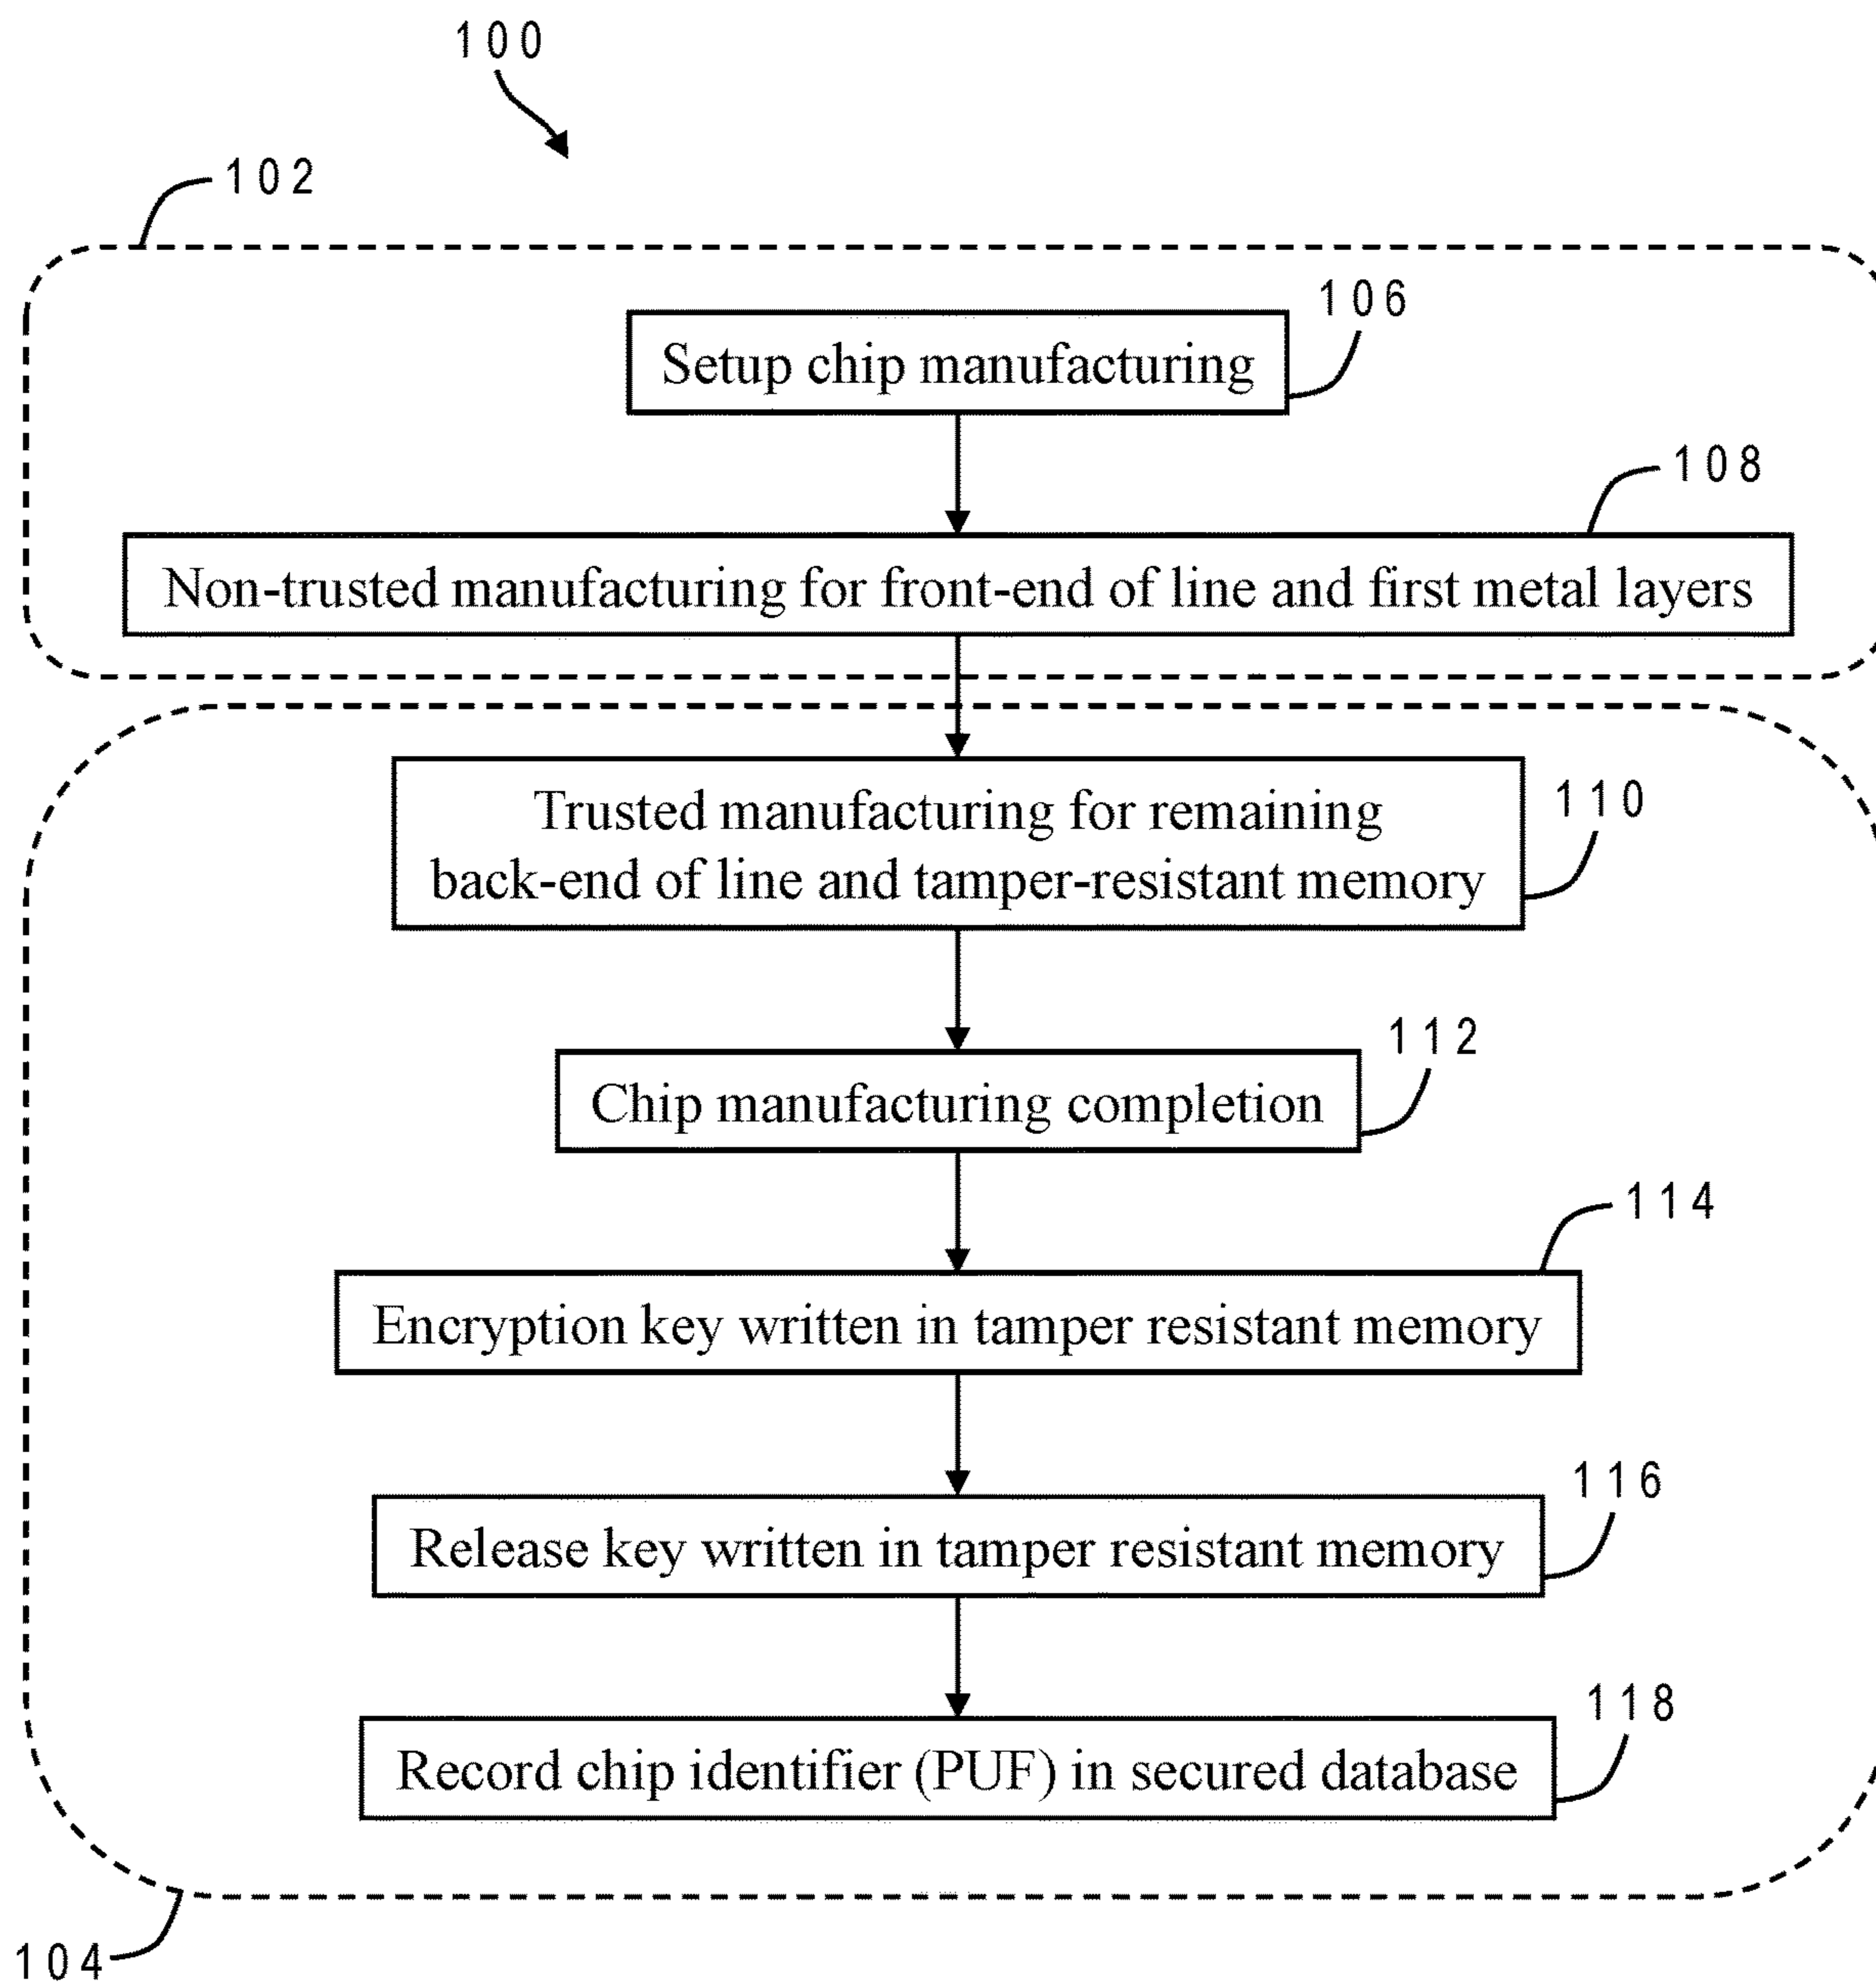 100
102
106
Setup chip manufacturing
108
Non-trusted manufacturing for front-end of line and first metal layers
110
Trusted manufacturing for remaining
back-end of line and tamper-resistant memory
112
Chip manufacturing completion
114
Encryption key written in tamper resistant memory
116
Release key written in tamper resistant memory
118
Record chip identifier (PUF) in secured database
104